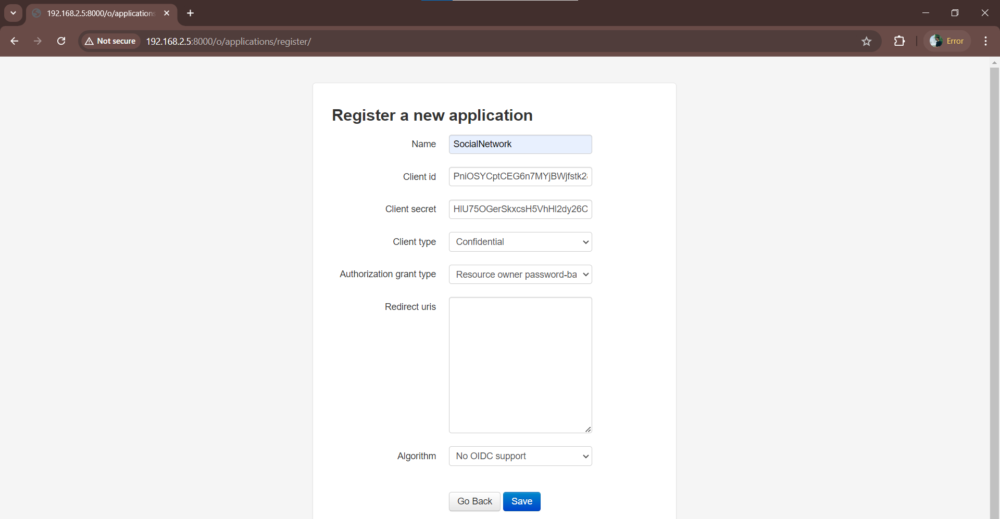 192.168.2.5:8000/o/applications
Not secure
192.168.2.5:8000/o/applications/register/
Error
Register a new application
Name
SocialNetwork
Client id
PniOSYCptCEG6n7MYjBWjfstk2
Client secret
HlU75OGerSkxcsH5VhHl2dy26C
Client type
Confidential
Authorization grant type
Resource owner password-ba
Redirect uris
Algorithm
No OIDC support
Go Back
Save